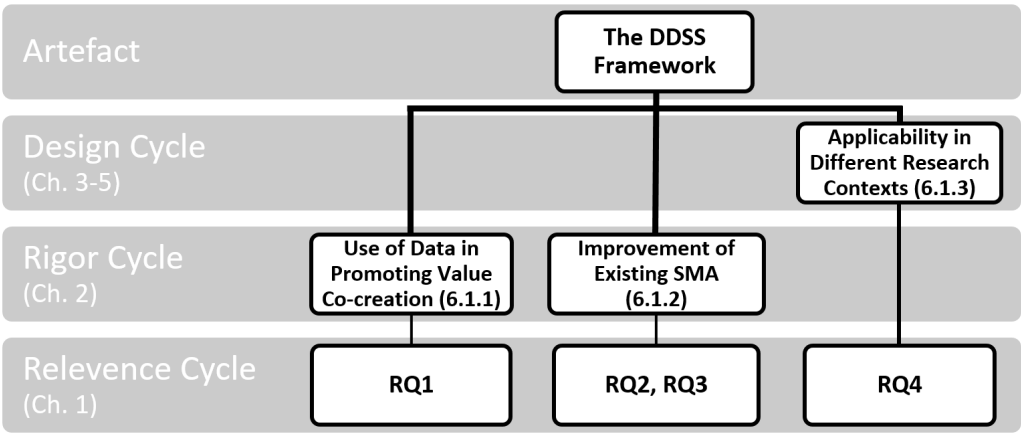 Artefact
The DDSS
Framework
Design Cycle
(Ch. 3-5)
Applicability in
Different Research
Contexts (6.1.3)
Rigor Cycle
(Ch. 2)
Use of Data in
Promoting Value
Co-creation (6.1.1)
Improvement of
Existing SMA
(6.1.2)
Relevence Cycle
(Ch. 1)
RQ1
RQ2, RQ3
RQ4